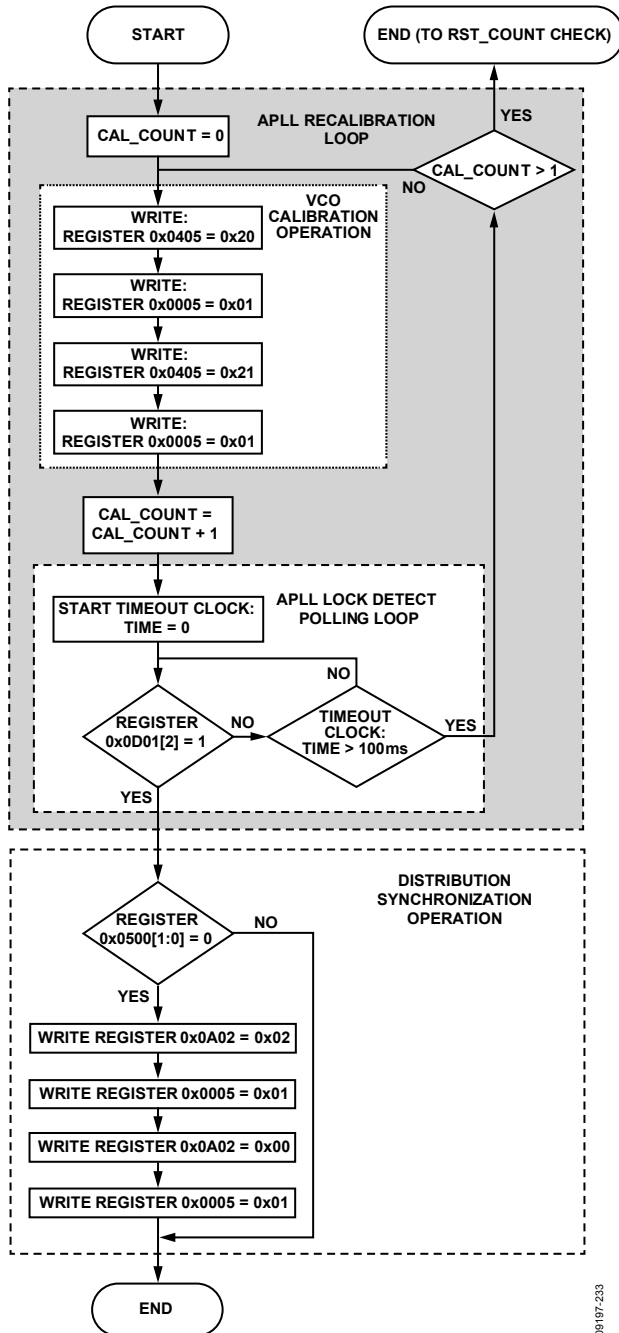 START
END (TO RST_COUNT CHECK)
YES
CAL_COUNT = 0
APLL RECALIBRATION
LOOP
CAL_COUNT > 1
NO
VCO
CALIBRATION
OPERATION
WRITE:
REGISTER 0x0405 = 0x20
WRITE:
REGISTER 0x0005 = 0x01
WRITE:
REGISTER 0x0405 = 0x21
WRITE:
REGISTER 0x0005 = 0x01
CAL_COUNT =
CAL_COUNT + 1
START TIMEOUT CLOCK:
TIME = 0
APLL LOCK DETECT
POLLING LOOP
NO
REGISTER
0x0D01[2] = 1
NO
TIMEOUT
CLOCK:
TIME > 100ms
YES
YES
DISTRIBUTION
SYNCHRONIZATION
OPERATION
REGISTER
0x0500[1:0] = 0
NO
YES
WRITE REGISTER 0x0A02 = 0x02
WRITE REGISTER 0x0005 = 0x01
WRITE REGISTER 0x0A02 = 0x00
WRITE REGISTER 0x0005 = 0x01
END
09197-233